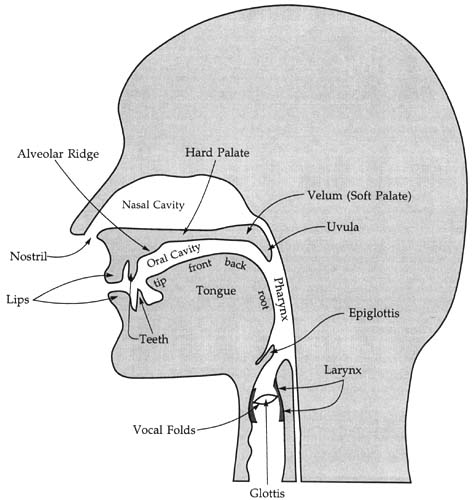 Alveolar Ridge
Hard Palate
Nasal Cavity
Velum (Soft Palate)
Uvula
Nostril
Oral Cavity
tip
front
back
root
Pharynx
Lips
Tongue
Epiglottis
Teeth
Larynx
Vocal Folds
Glottis